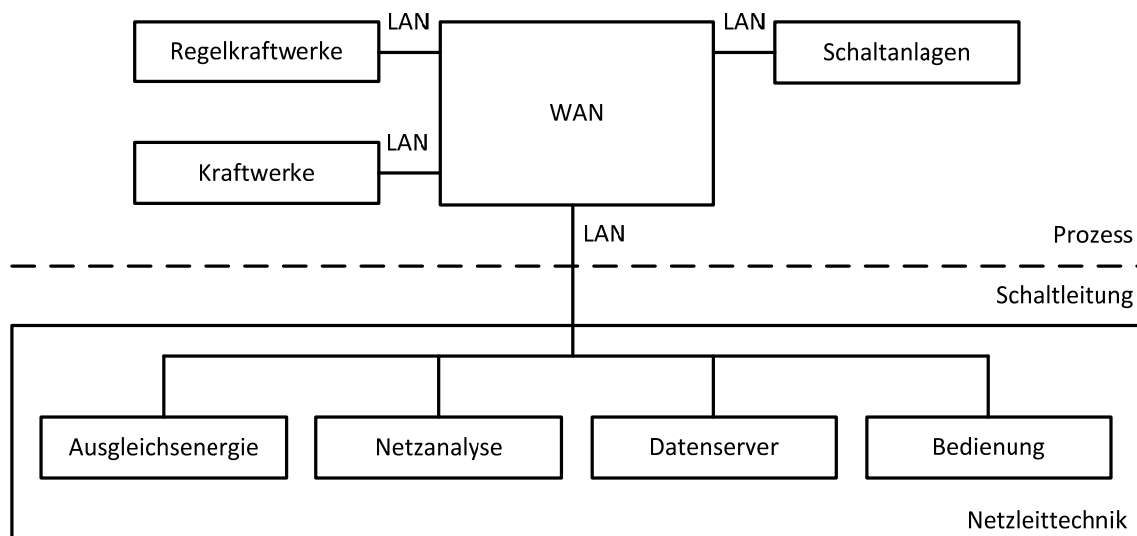 LAN
LAN
Regelkraftwerke
Schaltanlagen
WAN
LAN
Kraftwerke
LAN
Prozess
Schaltleitung
Ausgleichsenergie
Netzanalyse
Datenserver
Bedienung
Netzleittechnik